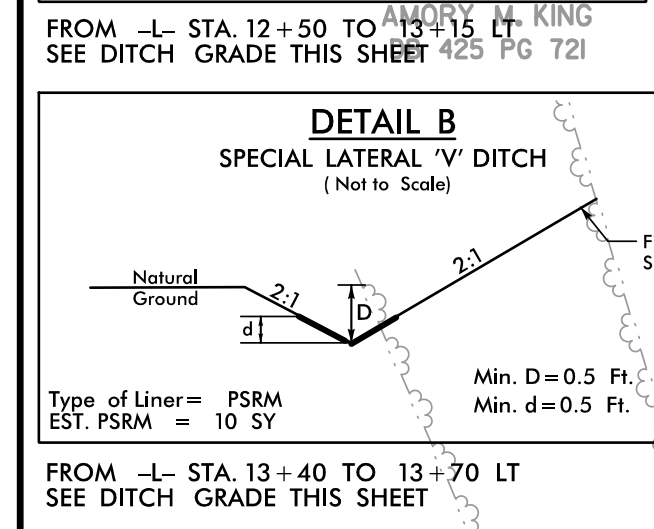 AMORY M. KING
FROM -L- STA. 12+50 TO 13+15 LT
SEE DITCH GRADE THIS SHEET
DB 425 PG 721
DETAIL B
SPECIAL LATERAL 'V' DITCH
( Not to Scale)
2:1
F
S
Natural
Ground
2:1
D
d
Min. D=0.5 Ft.
Min. d=0.5 Ft.
Type of Liner= PSRM
EST. PSRM = 10 SY
FROM -L- STA. 13+40 TO 13+70 LT
SEE DITCH GRADE THIS SHEET